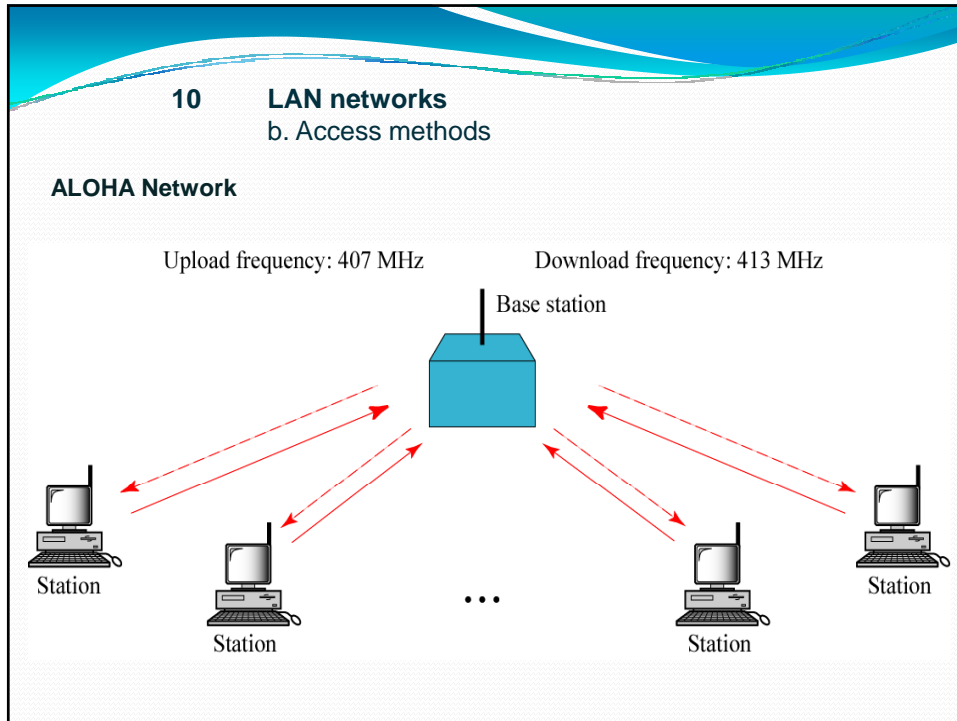 10 LAN networks
b. Access methods
ALOHA Network
Upload frequency: 407 MHz Download frequency: 413 MHz
Base station
Station
Station
...
Station
Station